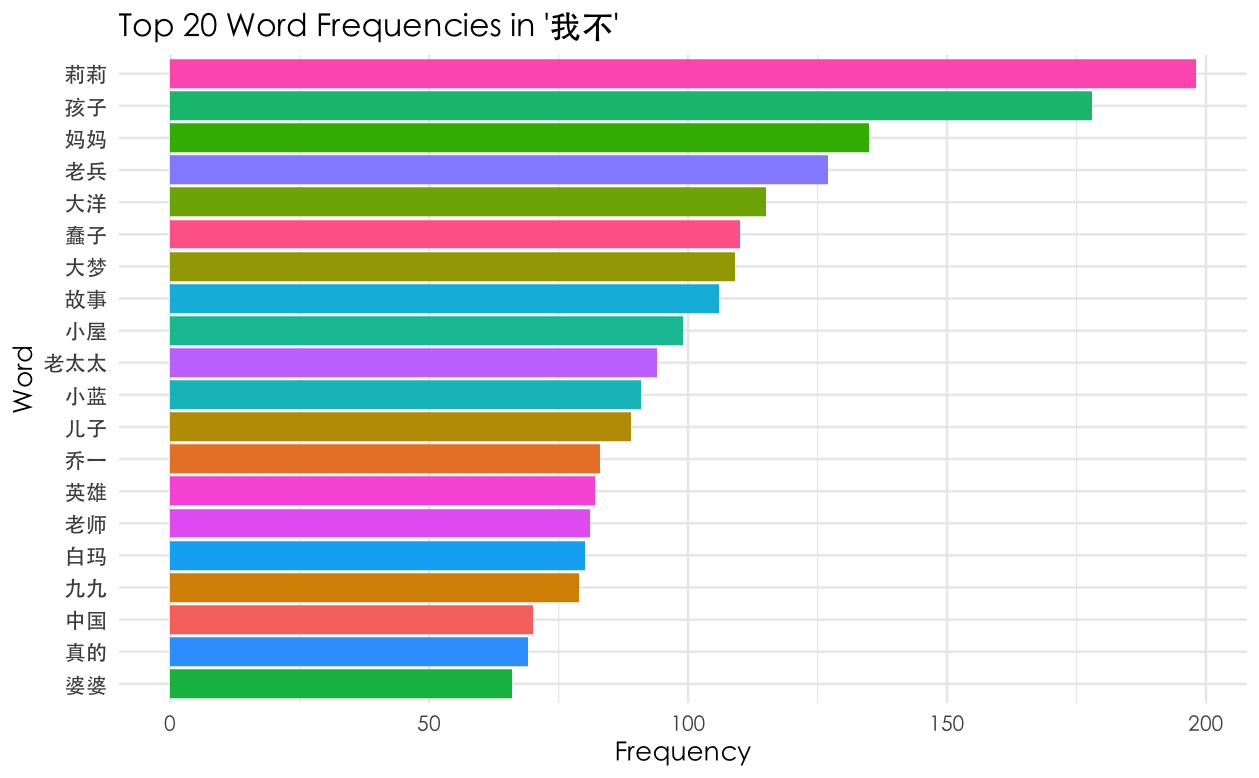 Top 20 Word Frequencies in '我不'
莉莉
孩子
妈妈
老兵
大洋
蠢子
大梦
故事
小屋
老太太
小蓝
儿子
乔一
英雄
老师
白玛
九九
中国
真的
婆婆
Word
0 50 100 150 200
Frequency